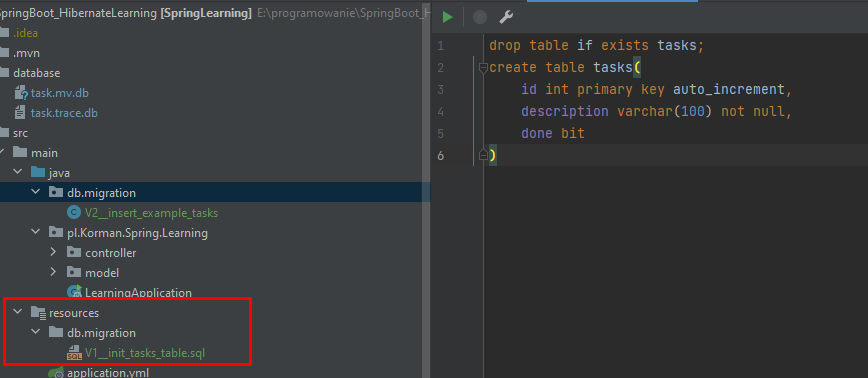 SpringBoot_HibernateLearning [SpringLearning] E:\programowanie\SpringBoot_H
.idea
.mvn
database
task.mv.db
task.trace.db
src
main
java
db.migration
V2__insert_example_tasks
pl.Korman.Spring.Learning
controller
model
LearningApplication
resources
db.migration
SQL V1__init_tasks_table.sql
application.yml
1 drop table if exists tasks;
2 create table tasks(
3 id int primary key auto_increment,
4 description varchar(100) not null,
5 done bit
6 )